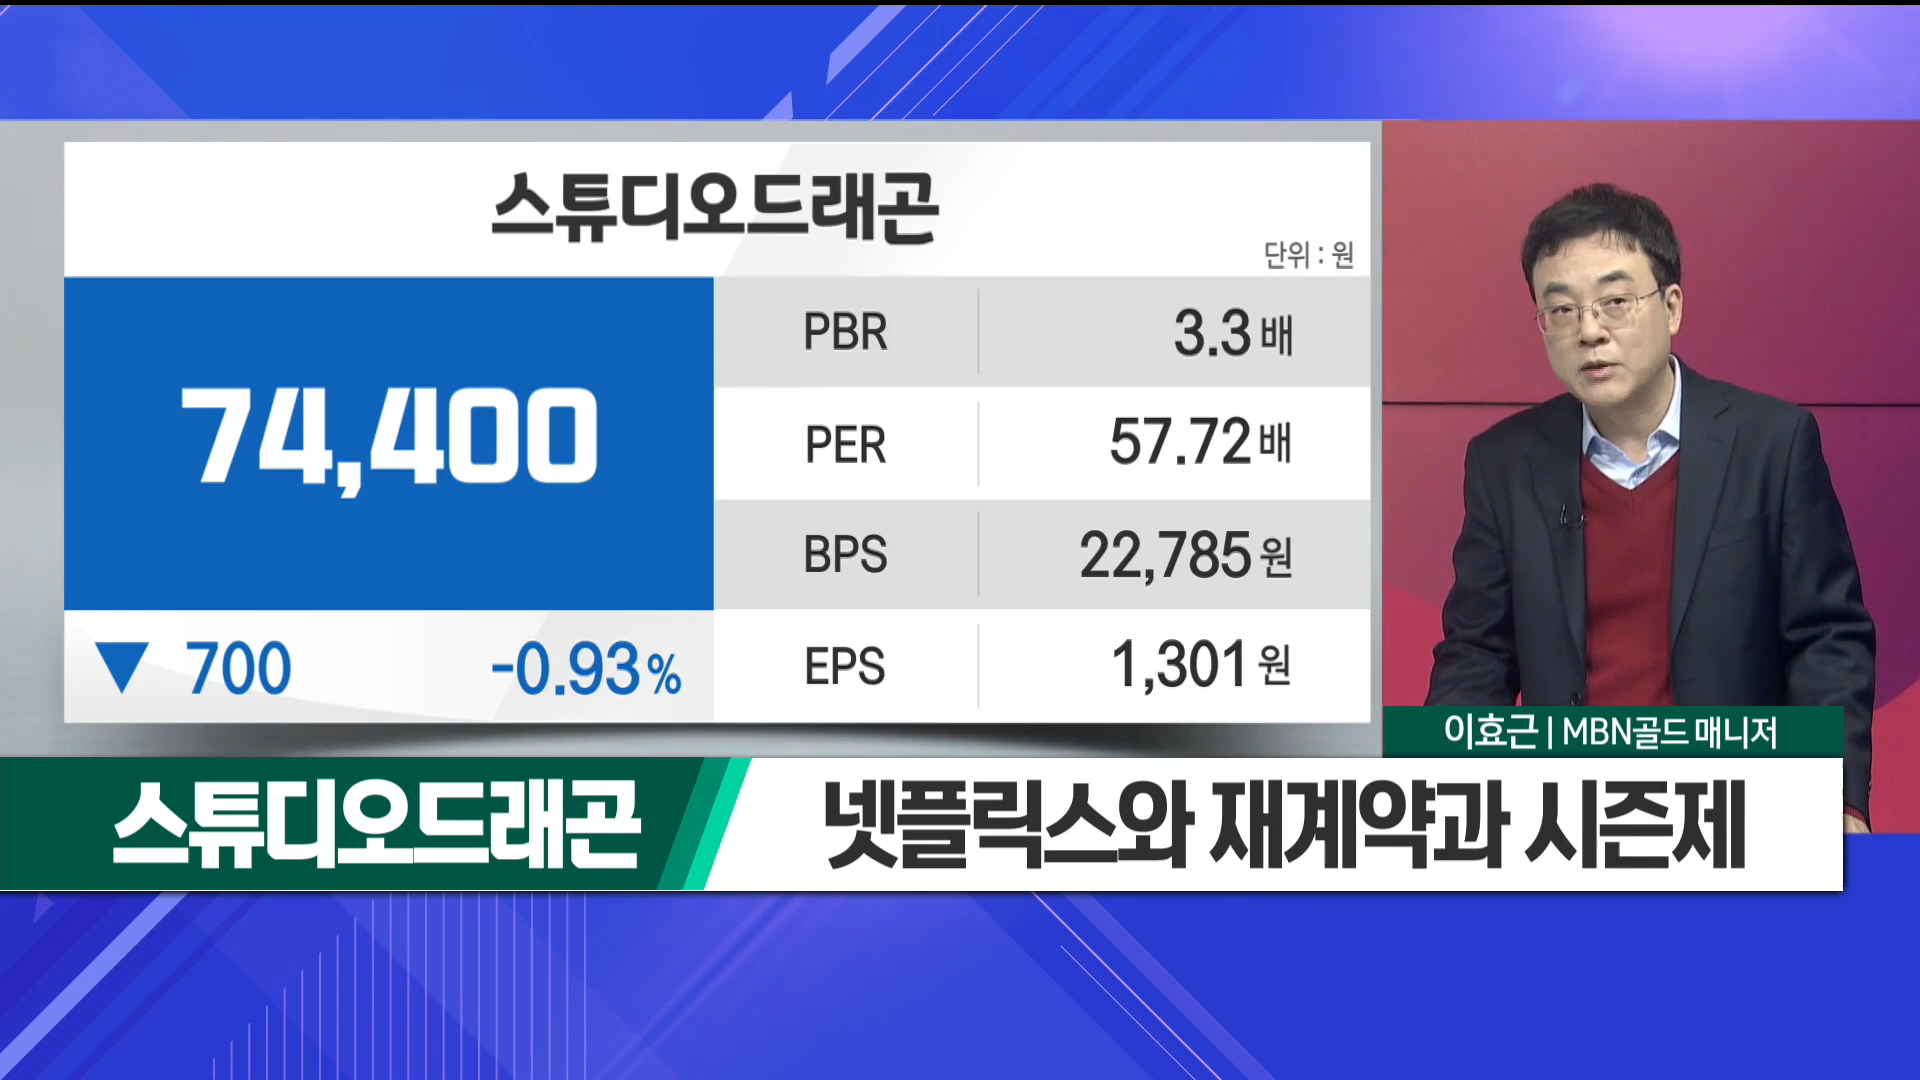 스튜디오드래곤
단위 : 원
74,400
▼ 700 -0.93%
PBR 3.3 배
PER 57.72 배
BPS 22,785 원
EPS 1,301 원
이효근 | MBN골드 매니저
스튜디오드래곤 넷플릭스와 재계약과 시즌제